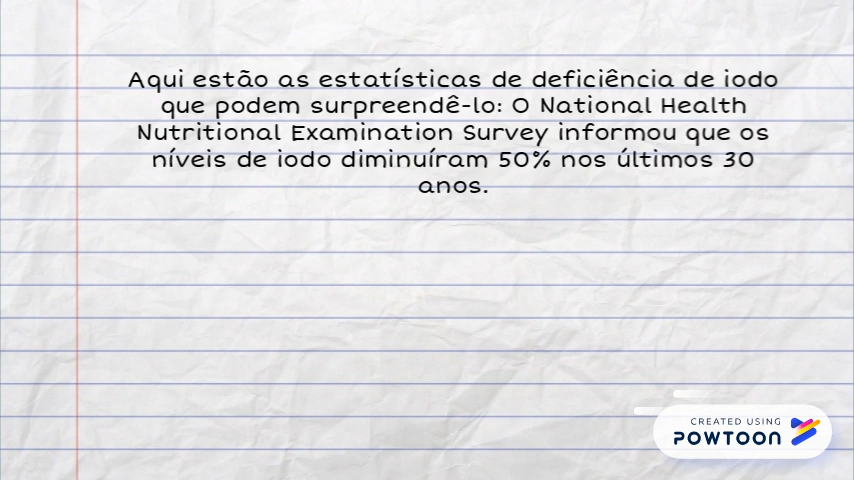 Aqui estão as estatísticas de deficiência de iodo
que podem surpreendê-lo: O National Health
Nutritional Examination Survey informou que os
níveis de iodo diminuíram 50% nos últimos 30
anos.
CREATED USING
POWTOON